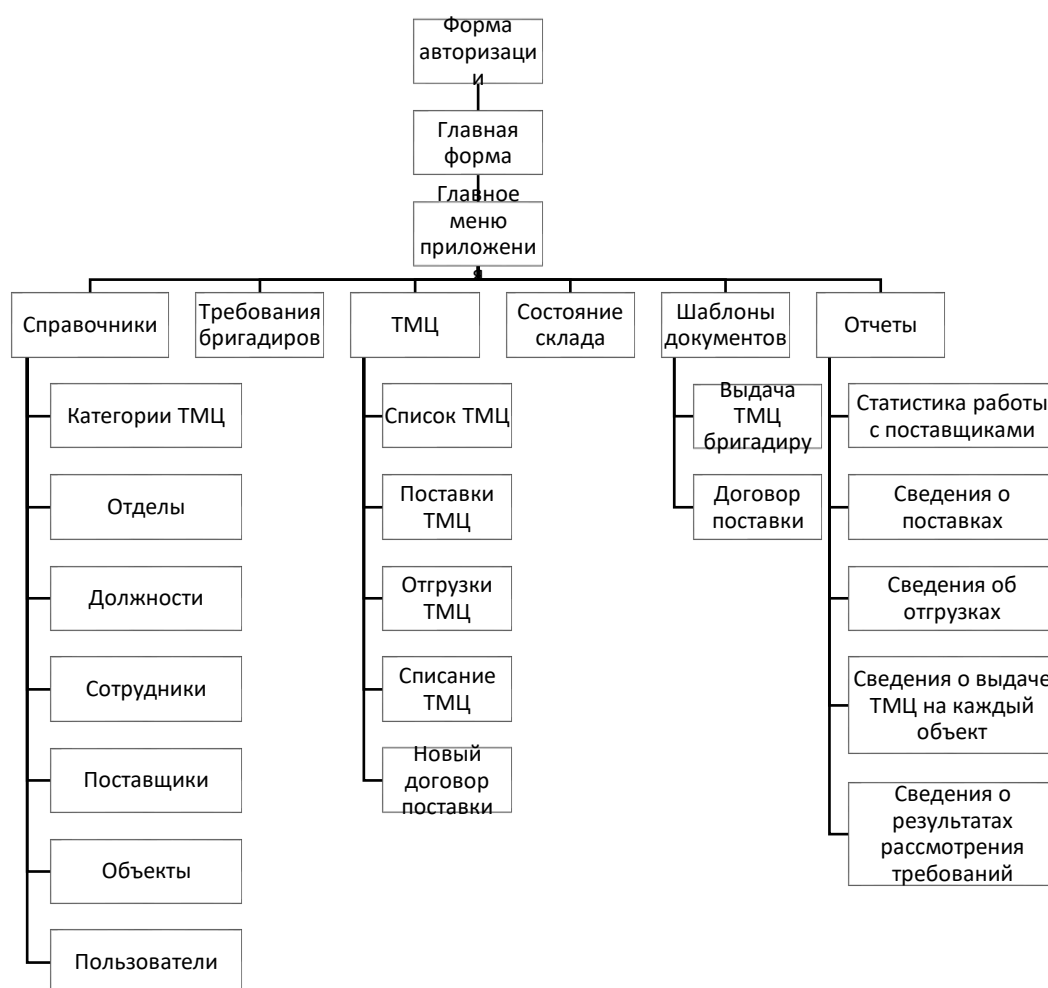 Форма
авторизаци
и
Главная
форма
Главное
меню
приложени
я
Справочники
Требования
бригадиров
ТМЦ
Состояние
склада
Шаблоны
документов
Отчеты
Категории ТМЦ
Отделы
Должности
Сотрудники
Поставщики
Объекты
Пользователи
Список ТМЦ
Поставки
ТМЦ
Отгрузки
ТМЦ
Списание
ТМЦ
Новый
договор
поставки
Выдача
ТМЦ
бригадиру
Договор
поставки
Статистика работы
с поставщиками
Сведения о
поставках
Сведения об
отгрузках
Сведения о выдаче
ТМЦ на каждый
объект
Сведения о
результатах
рассмотрения
требований